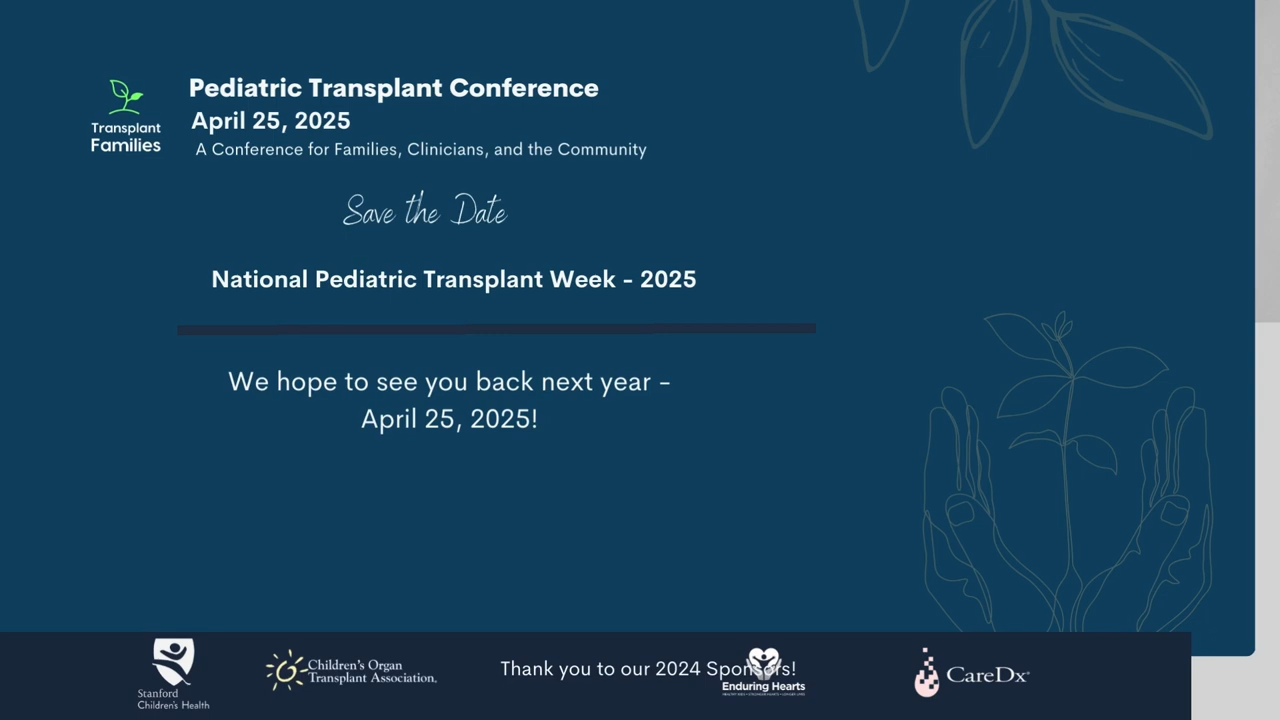 Pediatric Transplant Conference
April 25, 2025
A Conference for Families, Clinicians, and the Community
Transplant
Families
Save the Date
National Pediatric Transplant Week - 2025
We hope to see you back next year -
April 25, 2025!
Stanford
Children's Health
Children's Organ
Transplant Association.
Thank you to our 2024 Sponsors!
Enduring Hearts
CareDx